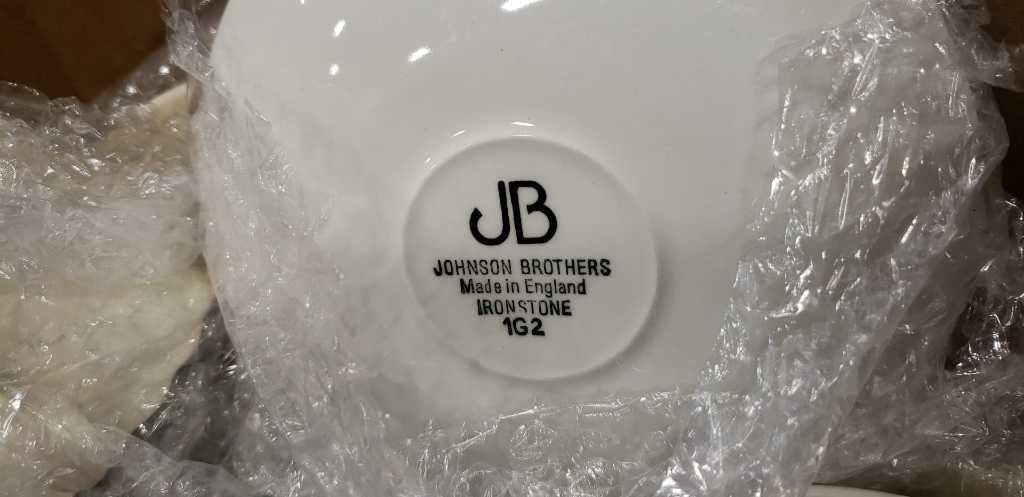 JB
JOHNSON BROTHERS
Made in England
IRONSTONE
1G2